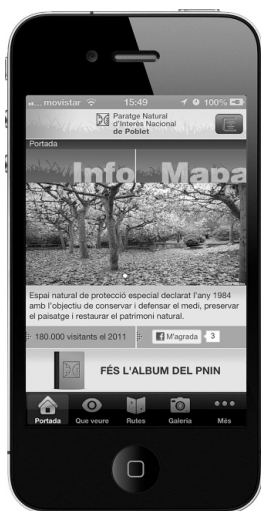 movistar 15:49 100%
Paratge Natural
d'Interès Nacional
de Poblet
Portada
Info Mapa
Espai natural de protecció especial declarat l'any 1984
amb l'objectiu de conservar i defensar el medi, preservar
el paisatge i restaurar el patrimoni natural.
180.000 visitants el 2011 M'agrada 3
FÉS L'ALBUM DEL PNIN
Portada Que veure Rutes Galeria Més